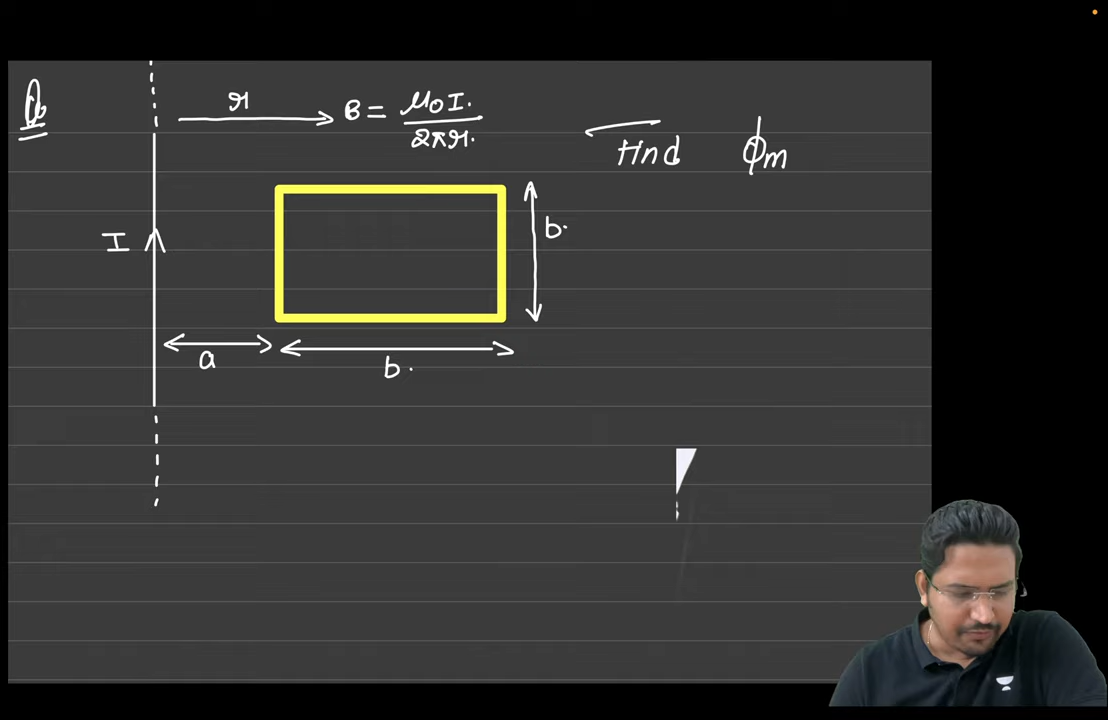 Q
r B = μ₀I. / 2πr.
Find Φm
I
b.
a
b.